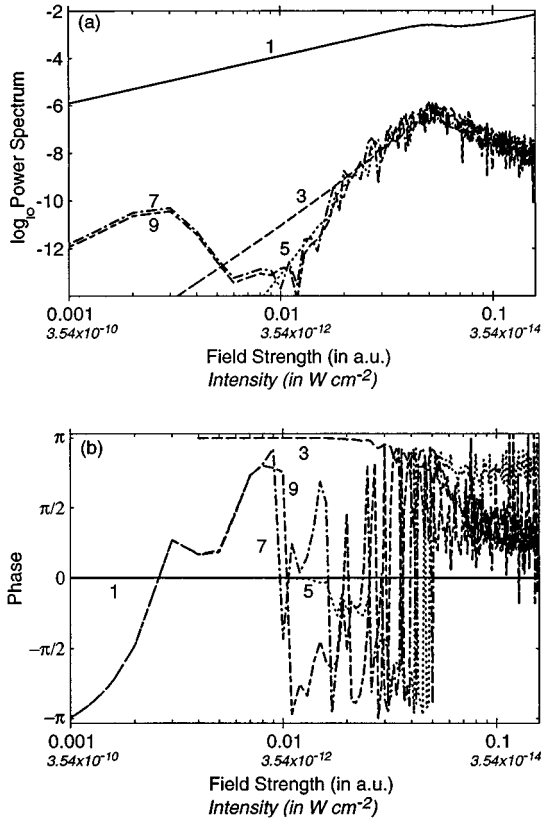 (a)
-2
-4
-6
-8
-10
-12
log₁₀Power Spectrum
1
3
5
7
9
0.001 0.01 0.1
3.54x10⁻¹⁰ 3.54x10⁻¹² 3.54x10⁻¹⁴
Field Strength (in a.u.)
Intensity (in W cm⁻²)
(b)
π
π/2
0
−π/2
−π
Phase
3
9
7
1
5
0.001 0.01 0.1
3.54x10⁻¹⁰ 3.54x10⁻¹² 3.54x10⁻¹⁴
Field Strength (in a.u.)
Intensity (in W cm⁻²)